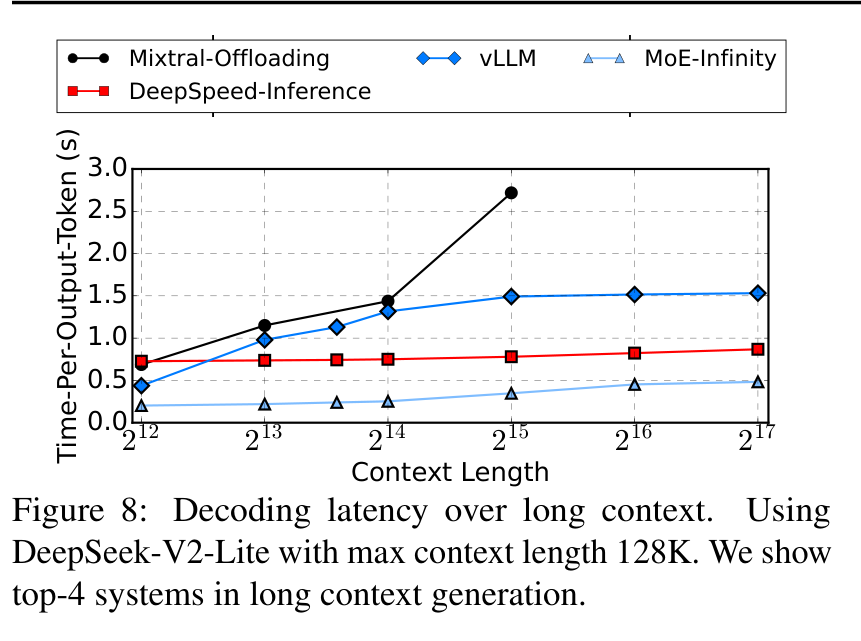 Mixtral-Offloading vLLM MoE-Infinity
DeepSpeed-Inference
Time-Per-Output-Token (s)
3.0
2.5
2.0
1.5
1.0
0.5
0.0
2^12 2^13 2^14 2^15 2^16 2^17
Context Length
Figure 8: Decoding latency over long context. Using
DeepSeek-V2-Lite with max context length 128K. We show
top-4 systems in long context generation.